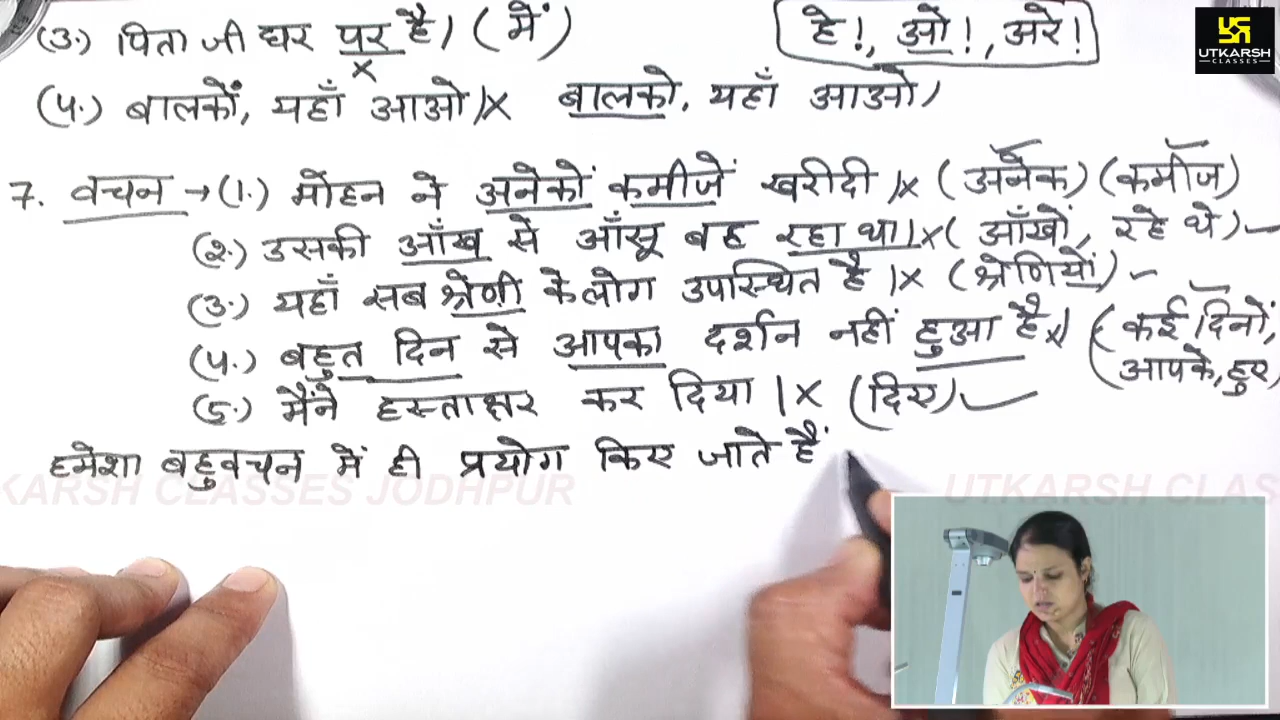 (3.) पिता जी घर पर है। (में)
×
हे!, ओ!, अरे!
UTKARSH
CLASSES
(4.) बालकों, यहाँ आओ।× बालको, यहाँ आओ।
7. वचन → (1.) मोहन ने अनेकों कमीजें खरीदी।× (अनेक) (कमीज)
(2.) उसकी आँख से आँसू बह रहा था।× (आँखों, रहे थे)
(3.) यहाँ सब श्रेणी के लोग उपस्थित है।× (श्रेणियों)
(4.) बहुत दिन से आपका दर्शन नहीं हुआ है×। (कई दिनों,
आपके, हुए)
(5.) मैंने हस्ताक्षर कर दिया।× (दिए)
हमेशा बहुवचन में ही प्रयोग किए जाते हैं
KARSH CLASSES JODHPUR
UTKARSH CLAS